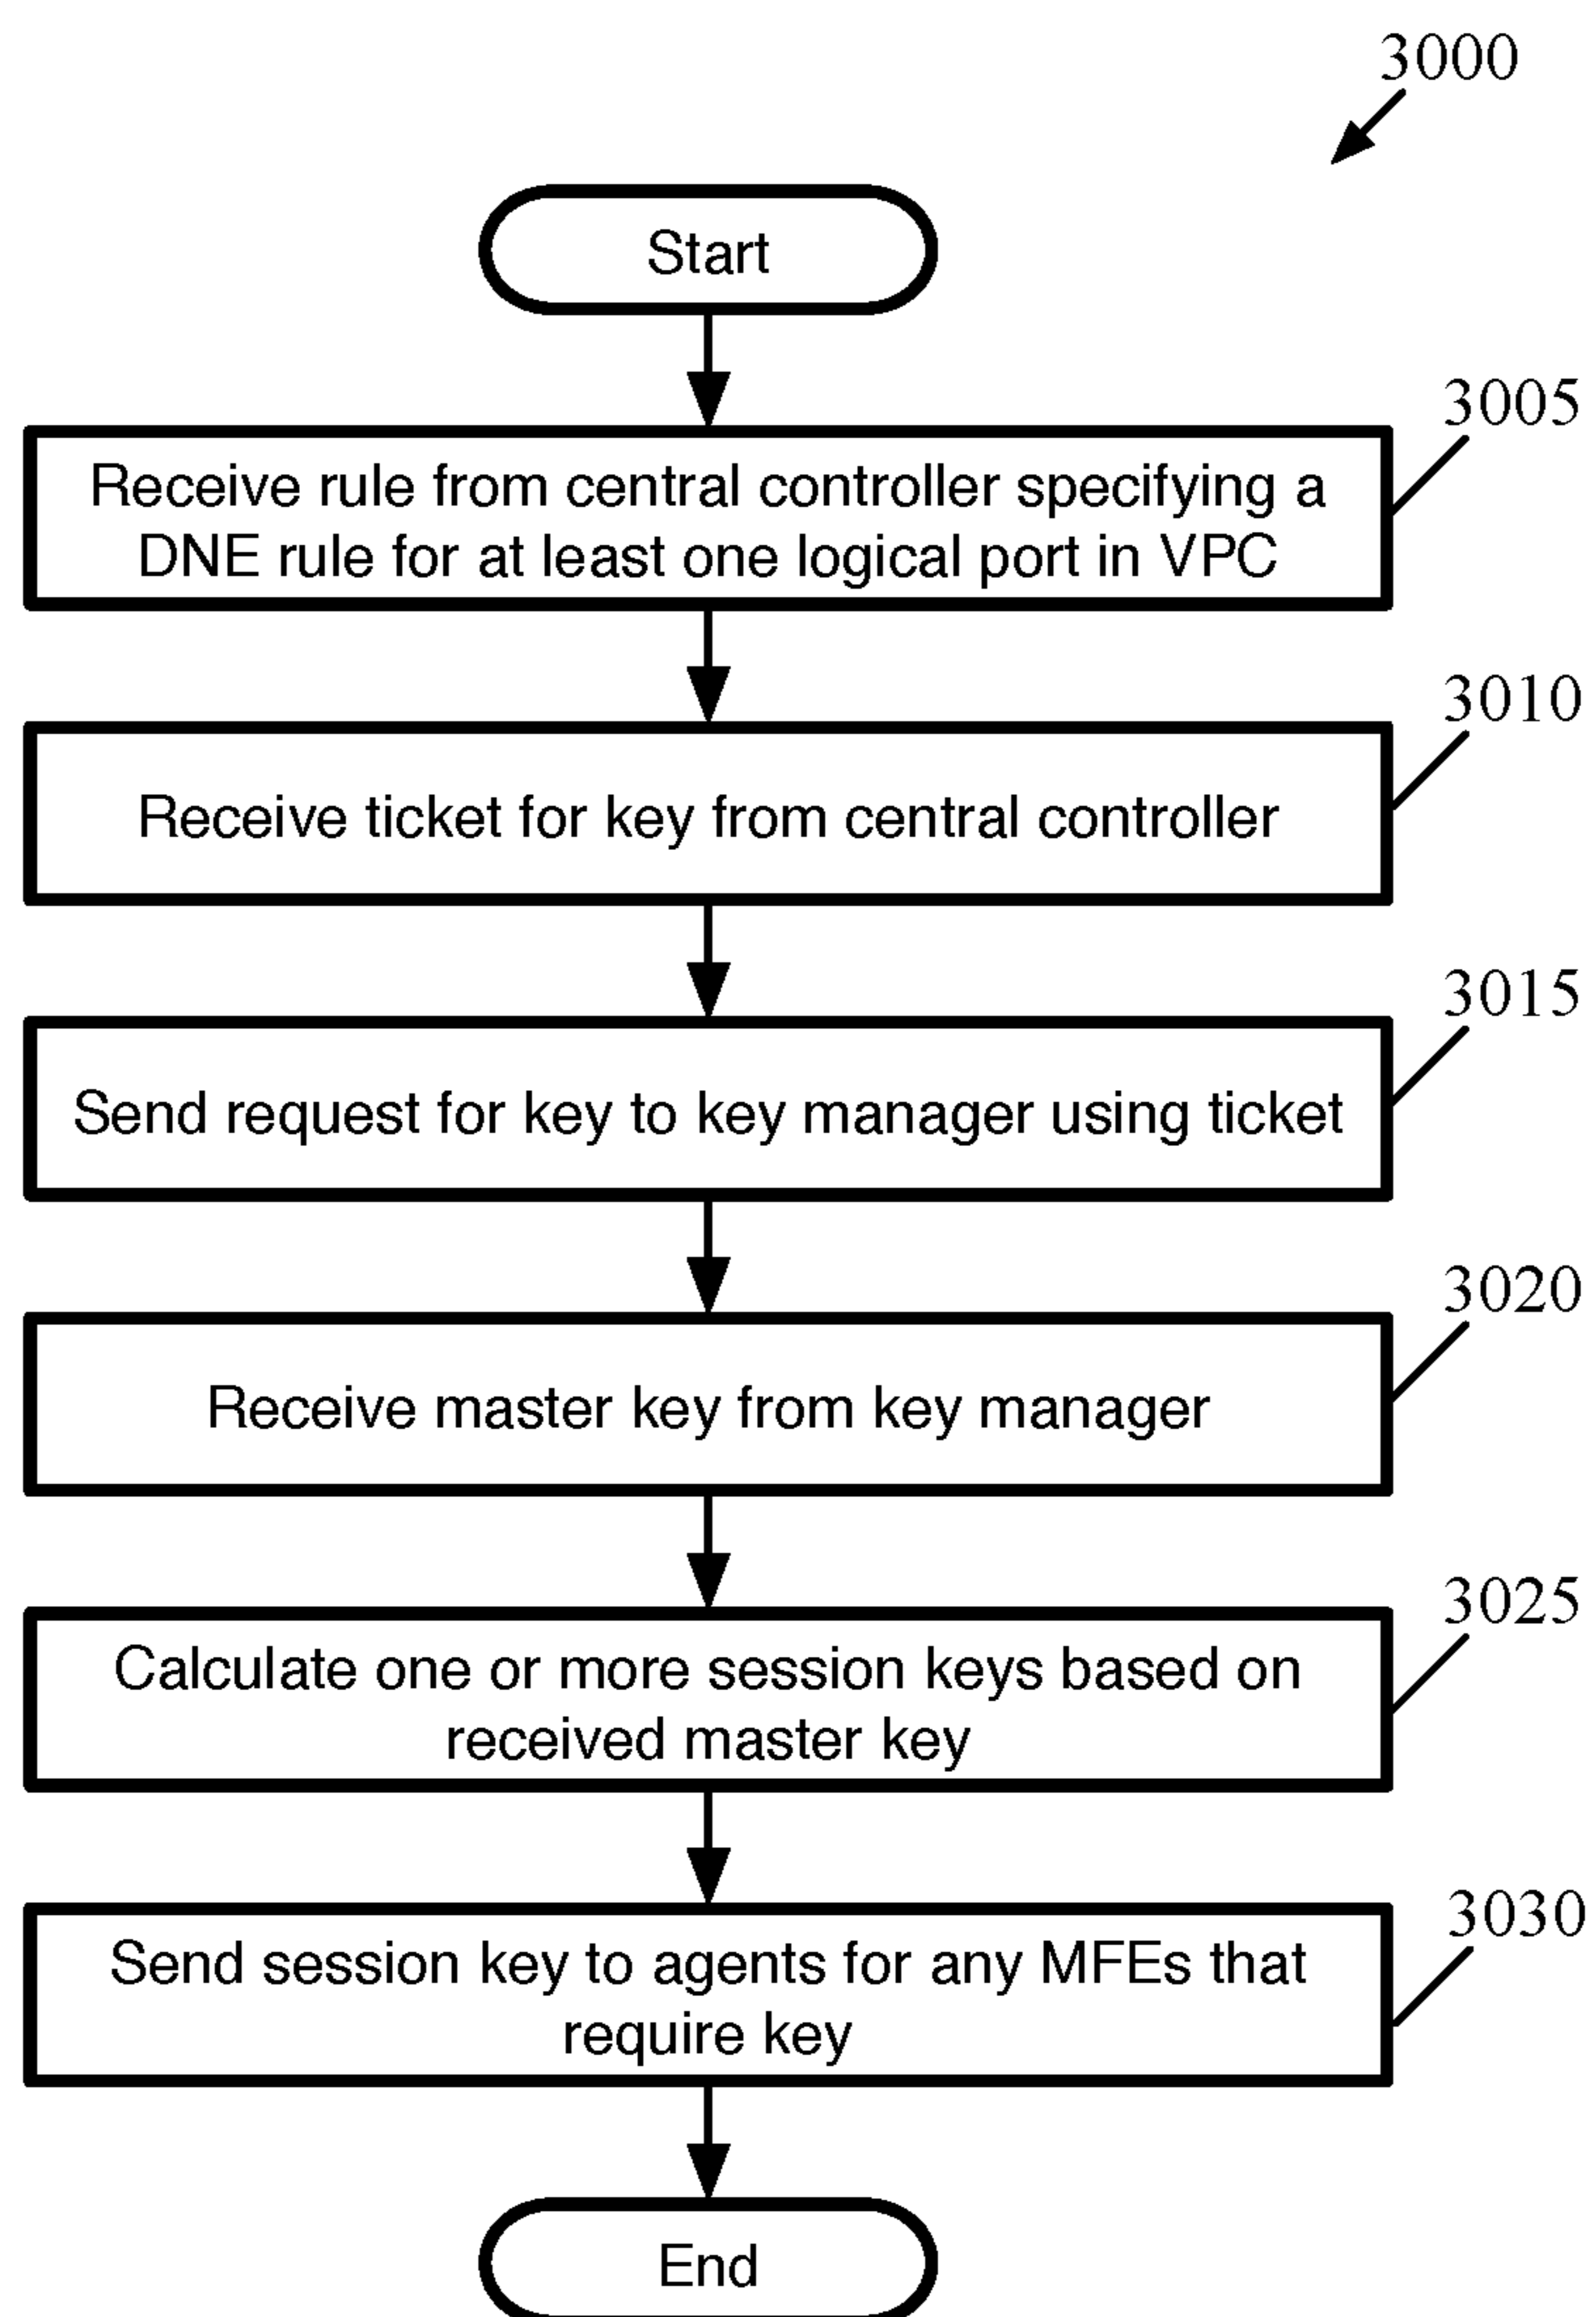 3000
Start
3005
Receive rule from central controller specifying a
DNE rule for at least one logical port in VPC
3010
Receive ticket for key from central controller
3015
Send request for key to key manager using ticket
3020
Receive master key from key manager
3025
Calculate one or more session keys based on
received master key
3030
Send session key to agents for any MFEs that
require key
End